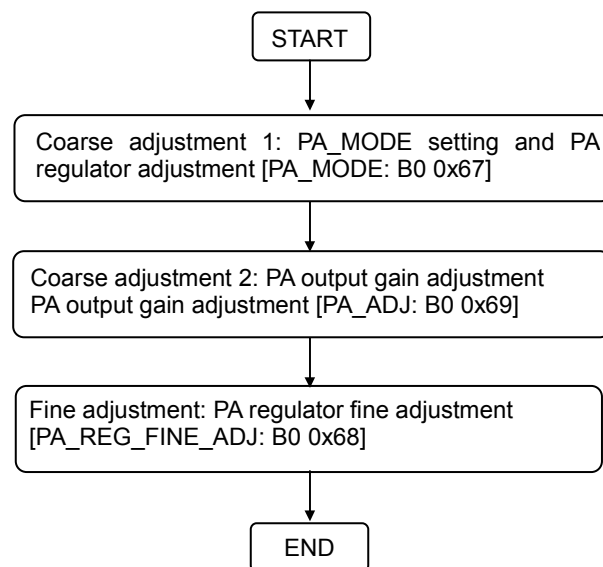 START
Coarse adjustment 1: PA_MODE setting and PA
regulator adjustment [PA_MODE: B0 0x67]
Coarse adjustment 2: PA output gain adjustment
PA output gain adjustment [PA_ADJ: B0 0x69]
Fine adjustment: PA regulator fine adjustment
[PA_REG_FINE_ADJ: B0 0x68]
END